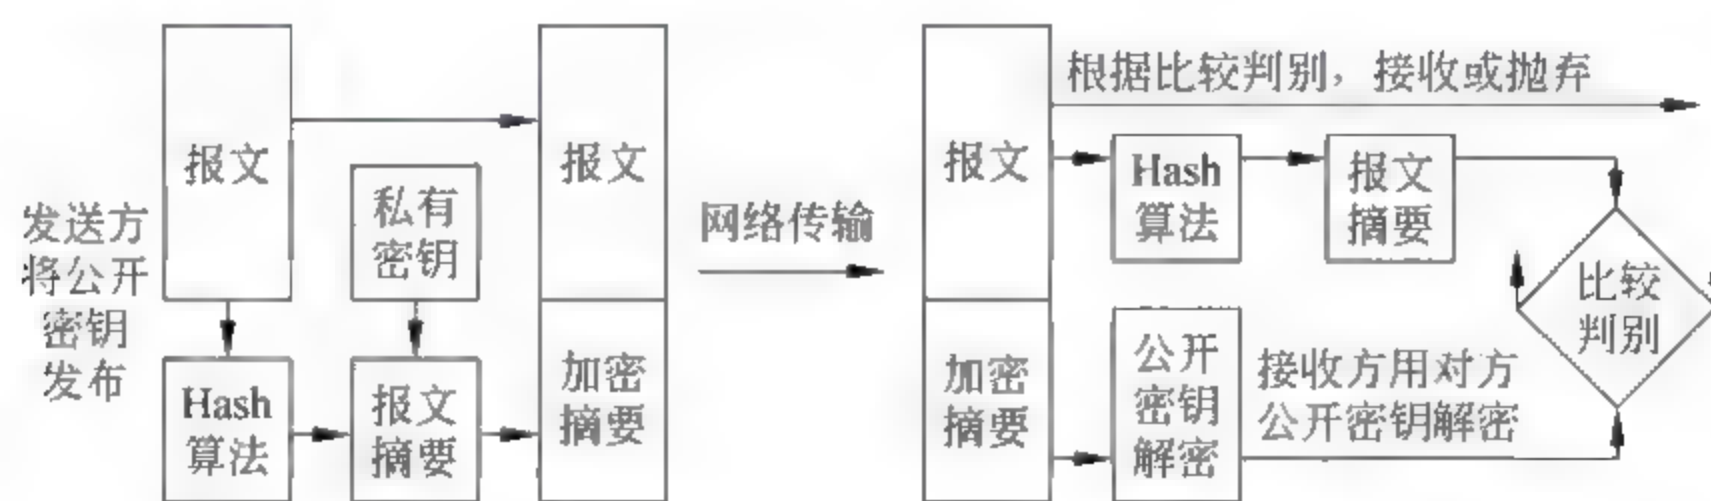 发送方
将公开
密钥
发布
报文
Hash
算法
私有
密钥
报文
摘要
报文
加密
摘要
网络传输
报文
加密
摘要
根据比较判别，接收或抛弃
Hash
算法
报文
摘要
公开
密钥
解密
接收方用对方
公开密钥解密
比较
判别